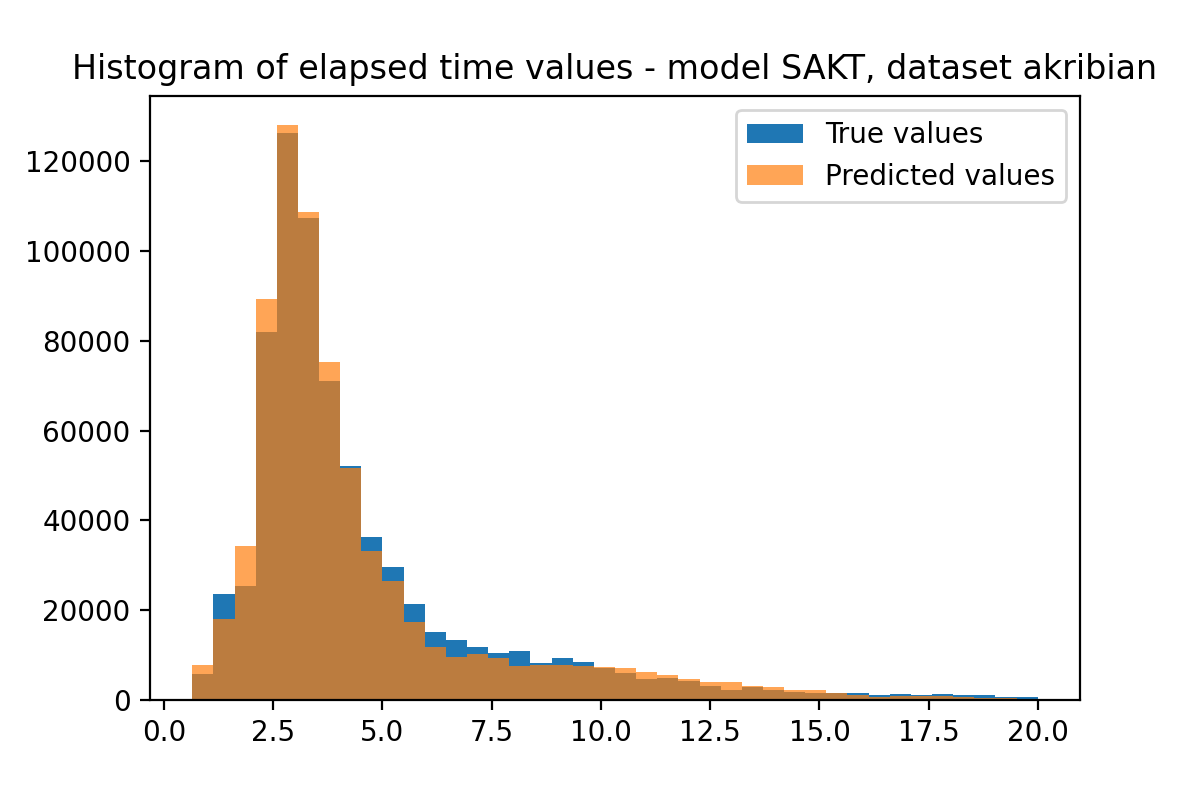 Histogram of elapsed time values - model SAKT, dataset akribian
True values
Predicted values
120000
100000
80000
60000
40000
20000
0
0.0 2.5 5.0 7.5 10.0 12.5 15.0 17.5 20.0